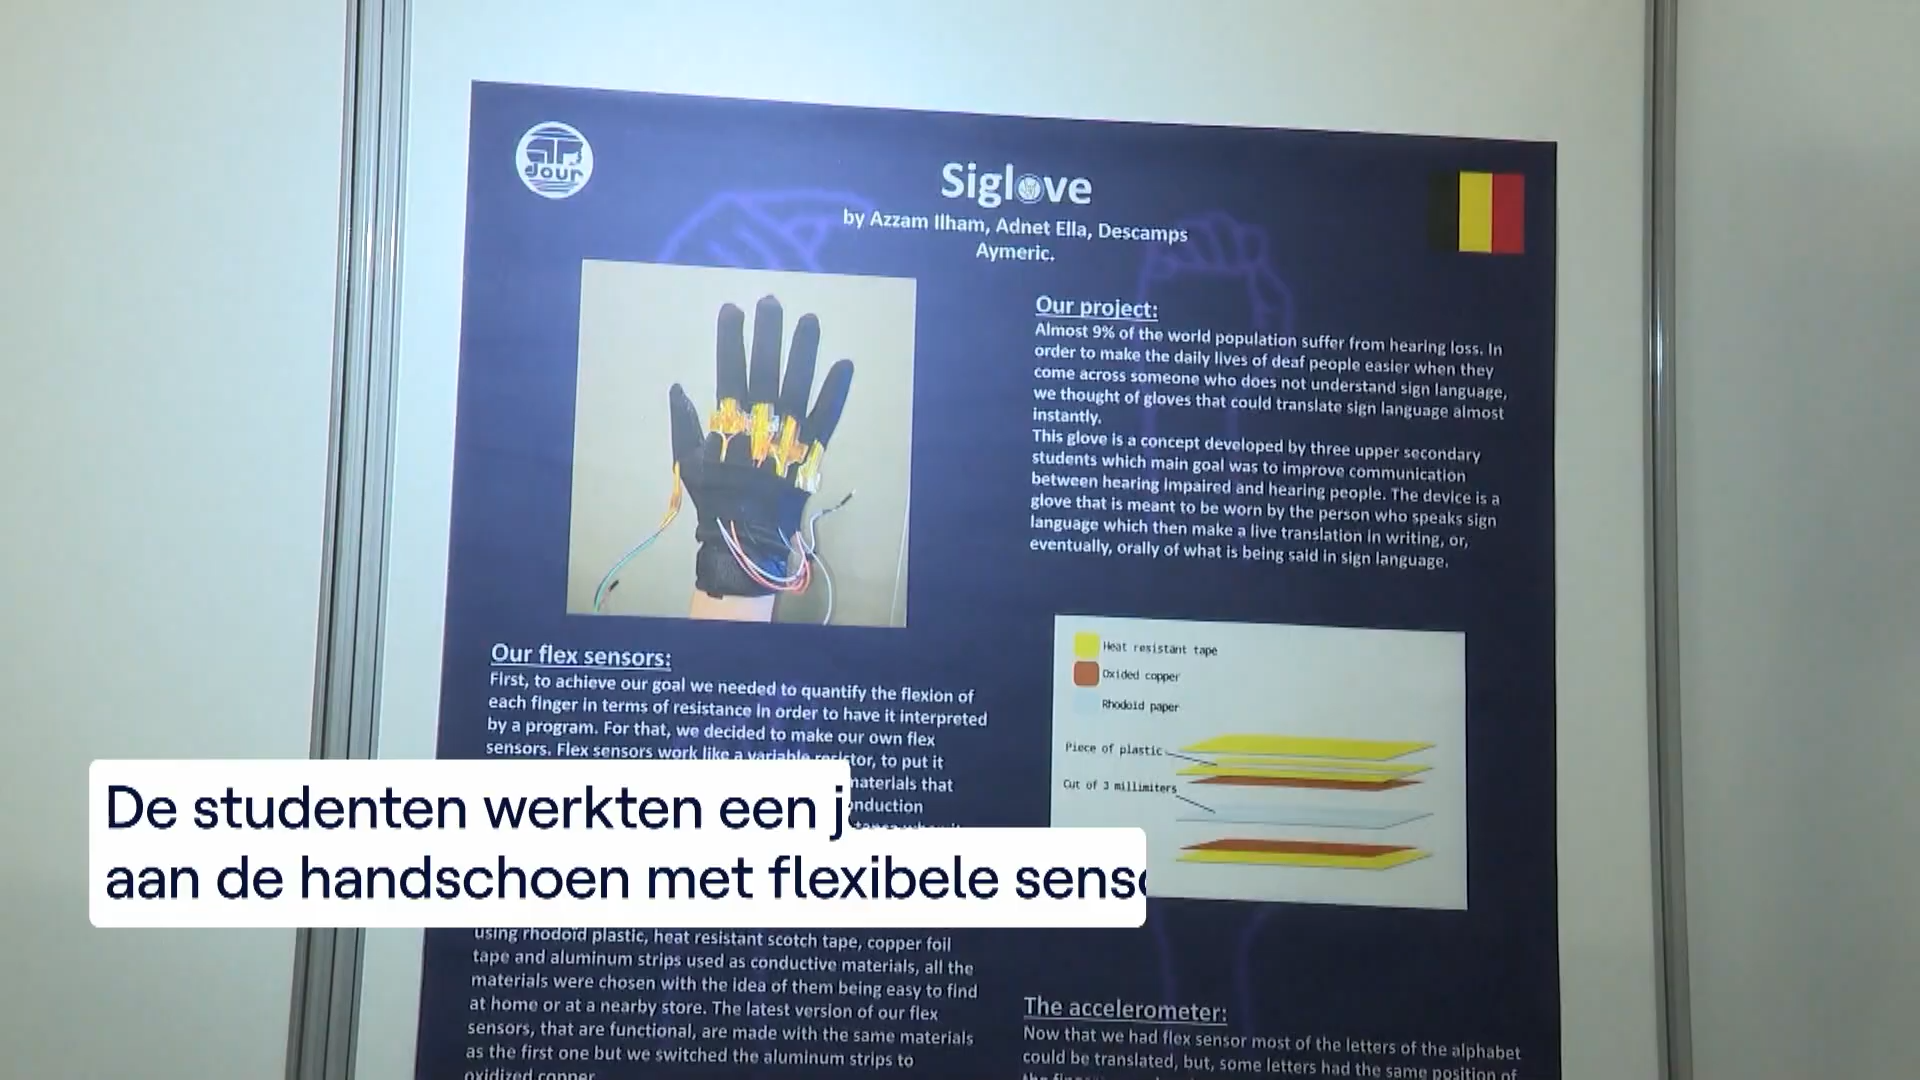 dour
Siglove
by Azzam Ilham, Adnet Ella, Descamps
Aymeric.
Our project:
Almost 9% of the world population suffer from hearing loss. In
order to make the daily lives of deaf people easier when they
come across someone who does not understand sign language,
we thought of gloves that could translate sign language almost
instantly.
This glove is a concept developed by three upper secondary
students which main goal was to improve communication
between hearing impaired and hearing people. The device is a
glove that is meant to be worn by the person who speaks sign
language which then make a live translation in writing, or,
eventually, orally of what is being said in sign language.
Our flex sensors:
First, to achieve our goal we needed to quantify the flexion of
each finger in terms of resistance in order to have it interpreted
by a program. For that, we decided to make our own flex
sensors. Flex sensors work like a variable resistor, to put it
materials that
onduction
De studenten werkten een j
aan de handschoen met flexibele sens
using rhodoïd plastic, heat resistant scotch tape, copper foil
tape and aluminum strips used as conductive materials, all the
materials were chosen with the idea of them being easy to find
at home or at a nearby store. The latest version of our flex
sensors, that are functional, are made with the same materials
as the first one but we switched the aluminum strips to
oxidized copper.
Heat resistant tape
Oxided copper
Rhodoid paper
Piece of plastic
Cut of 3 millimiters
The accelerometer:
Now that we had flex sensor most of the letters of the alphabet
could be translated, but, some letters had the same position of